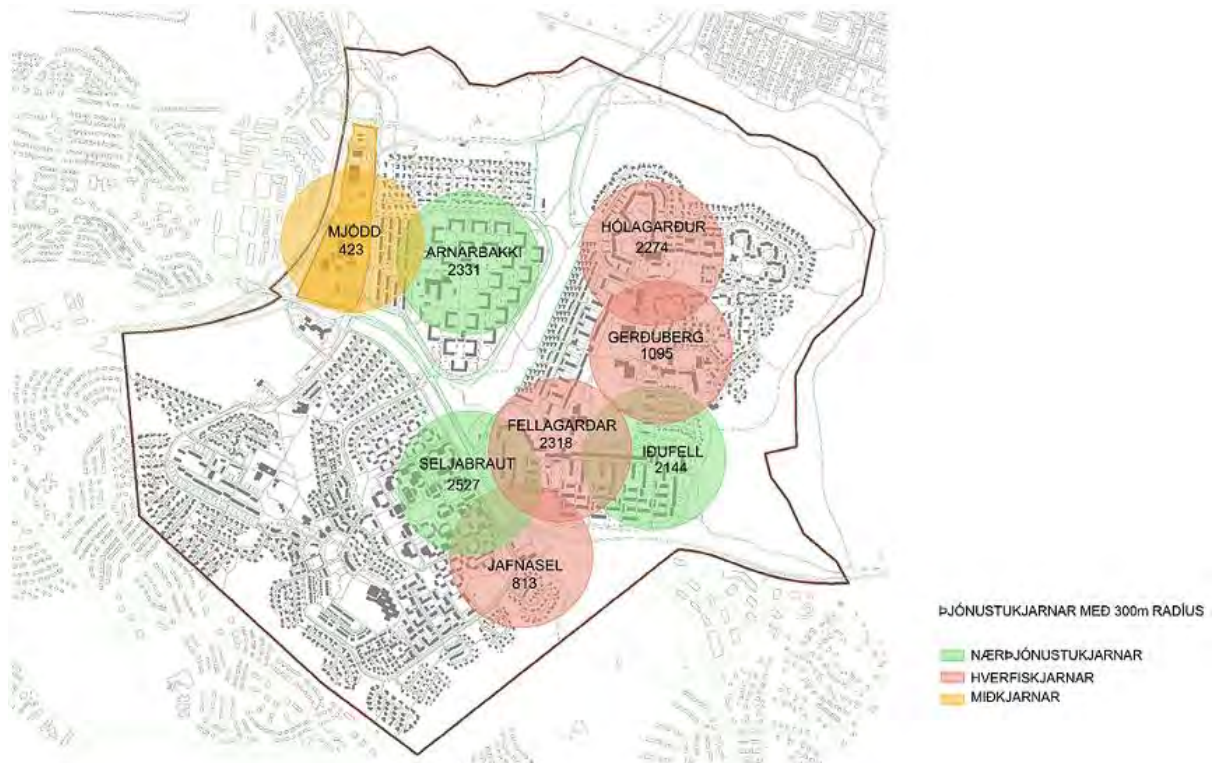 MJÓDD
423
ARNARBAKKI
2331
HÓLAGARÐUR
2274
GERÐUBERG
1095
FELLAGARÐAR
2318
IÐUFELL
2144
SELJABRAUT
2527
JAFNASEL
813
ÞJÓNUSTUKJARNAR MEÐ 300m RADÍUS
NÆRÞJÓNUSTUKJARNAR
HVERFISKJARNAR
MIÐKJARNAR